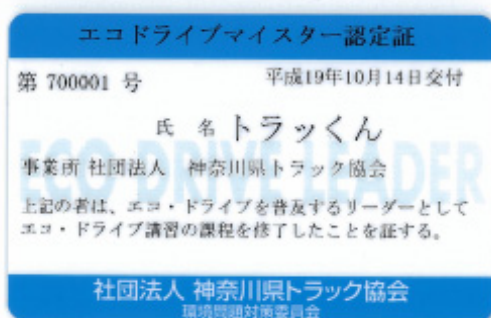 エコドライブマイスター認定証
第 700001 号 平成19年10月14日交付
氏 名 トラッくん
ECO DRIVE LEADER
事業所 社団法人 神奈川県トラック協会
上記の者は、エコ・ドライブを普及するリーダーとして
エコ・ドライブ講習の課程を修了したことを証する。
社団法人 神奈川県トラック協会
環境問題対策委員会